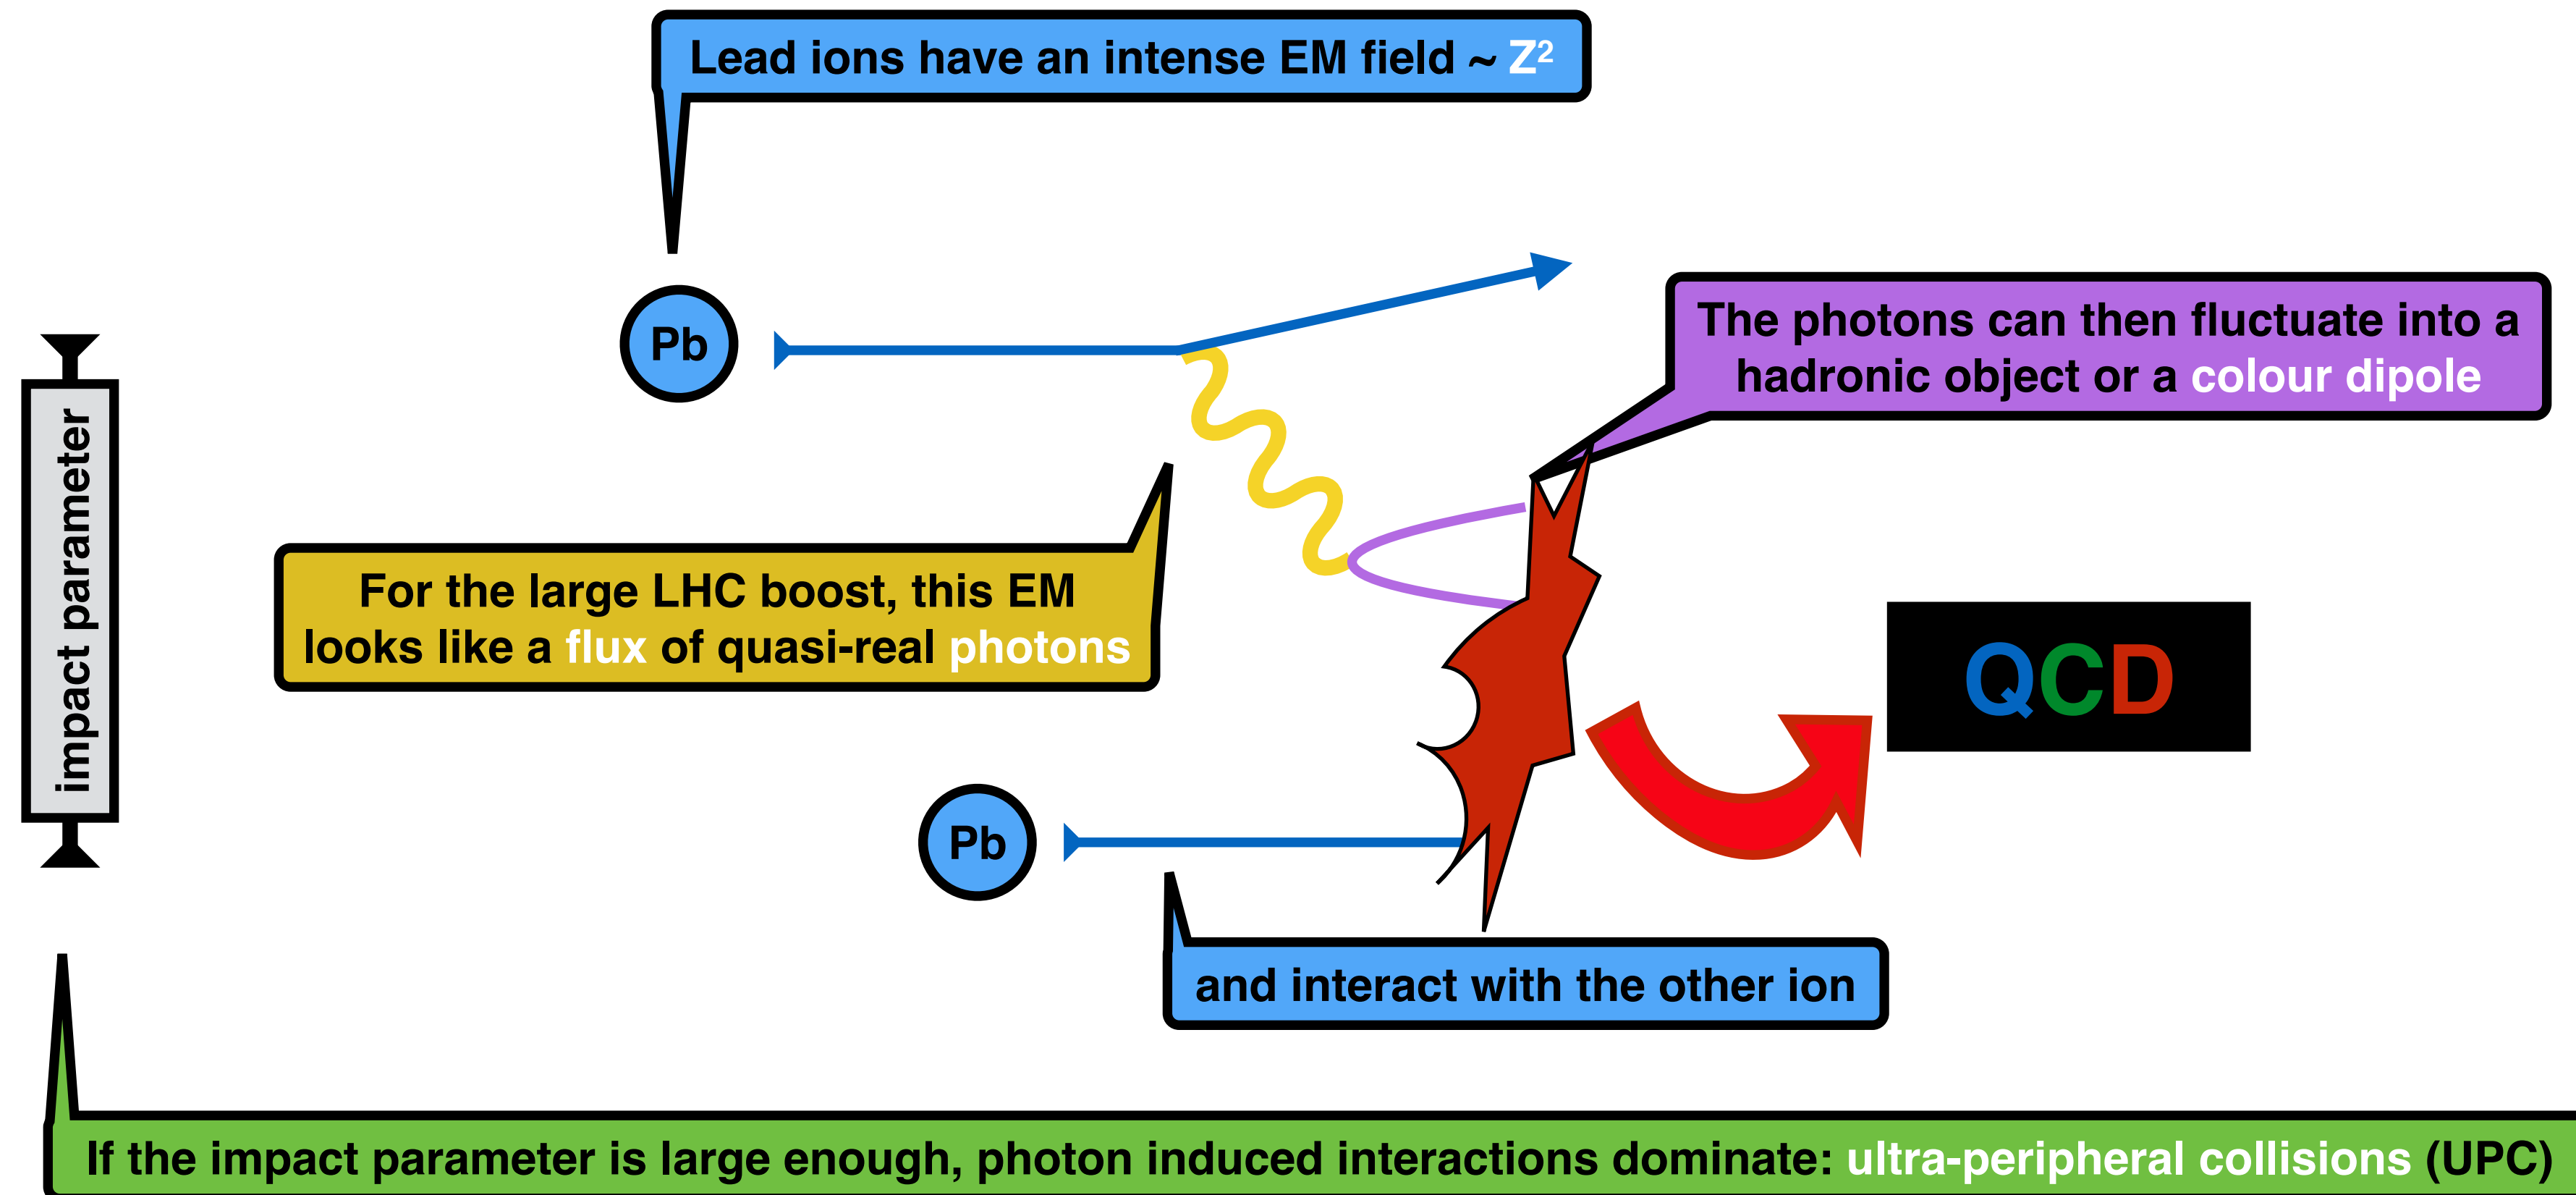 Lead ions have an intense EM field ~ Z²
Pb
The photons can then fluctuate into a
hadronic object or a colour dipole
impact parameter
For the large LHC boost, this EM
looks like a flux of quasi-real photons
QCD
Pb
and interact with the other ion
If the impact parameter is large enough, photon induced interactions dominate: ultra-peripheral collisions (UPC)